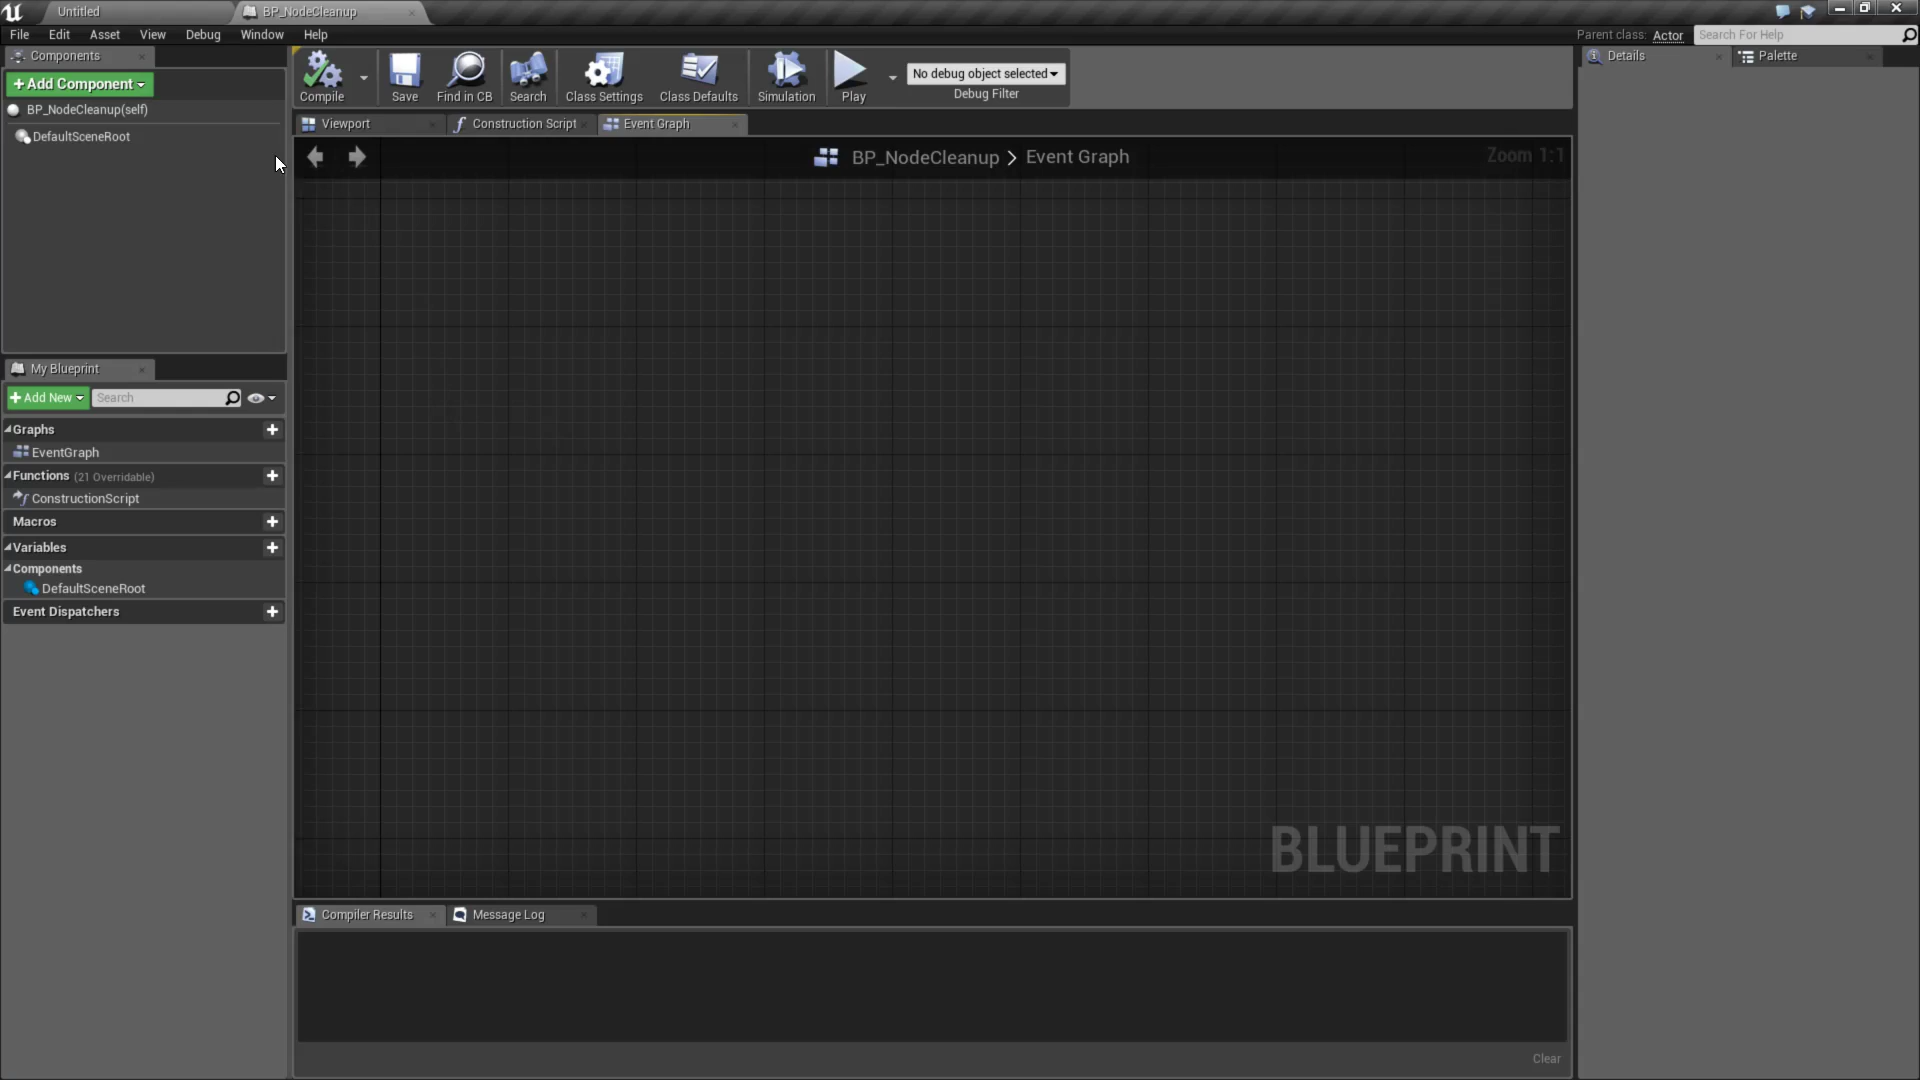 Untitled
BP_NodeCleanup
File Edit Asset View Debug Window Help
Parent class: Actor
Search For Help
Components
+ Add Component
BP_NodeCleanup(self)
DefaultSceneRoot
Compile
Save
Find in CB
Search
Class Settings
Class Defaults
Simulation
Play
No debug object selected
Debug Filter
Details
Palette
Viewport
Construction Script
Event Graph
BP_NodeCleanup > Event Graph
Zoom 1:1
My Blueprint
+ Add New
Search
Graphs
EventGraph
Functions (21 Overridable)
ConstructionScript
Macros
Variables
Components
DefaultSceneRoot
Event Dispatchers
BLUEPRINT
Compiler Results
Message Log
Clear